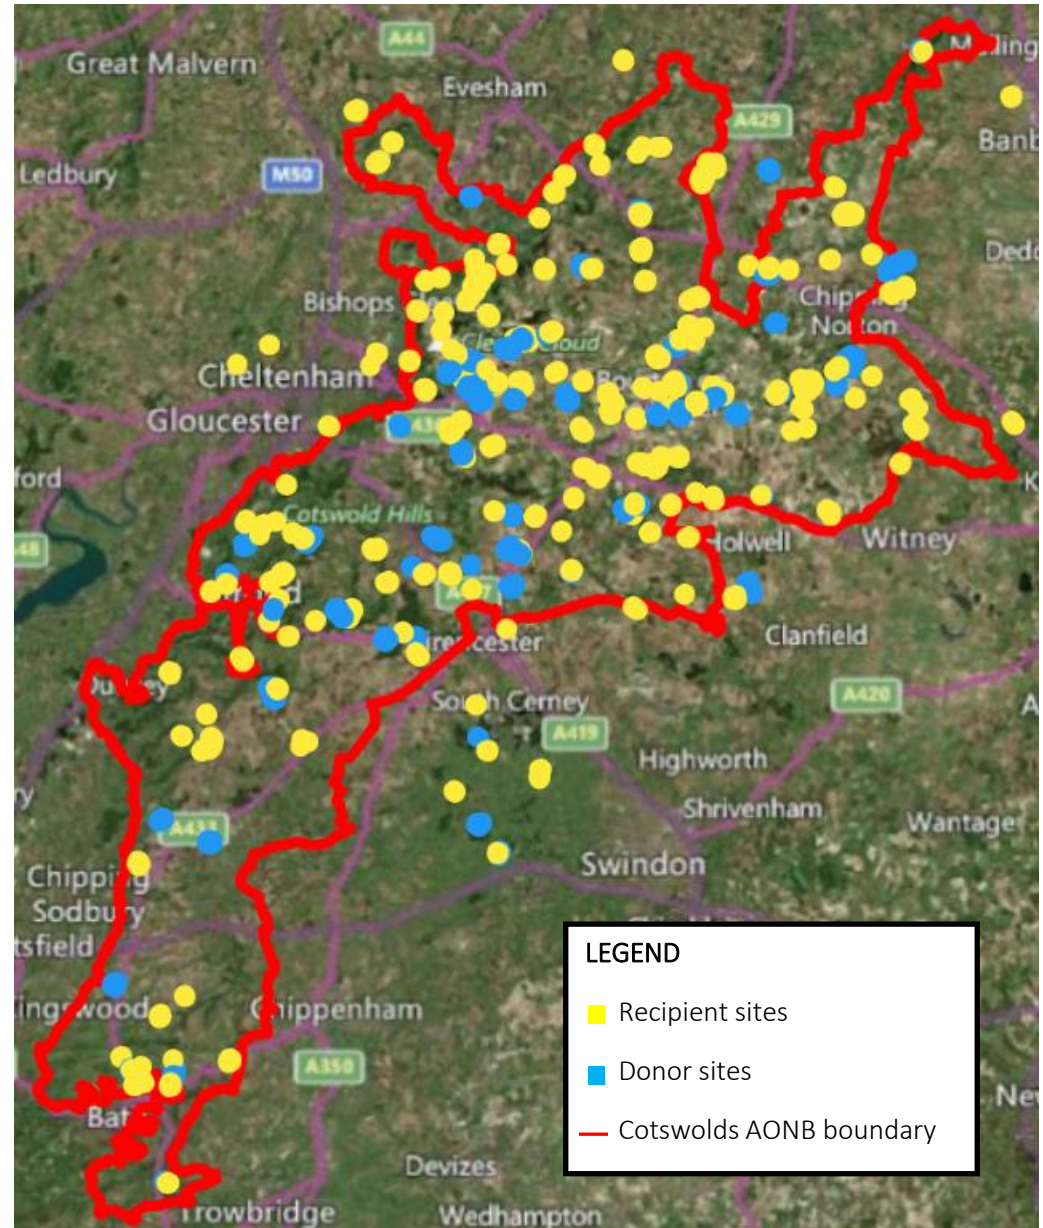 A44
Great Malvern
Evesham
A429
Ledbury
M50
Bishops
Chipping
Norton
Cheltenham
Gloucester
Cotswold Hills
Holwell
Witney
Clanfield
South Cerney
A420
A419
Highworth
Shrivenham
Wantage
A433
Swindon
Chipping
Sodbury
LEGEND
Recipient sites
Chippenham
Donor sites
A350
Cotswolds AONB boundary
Devizes
Trowbridge
Wedhampton